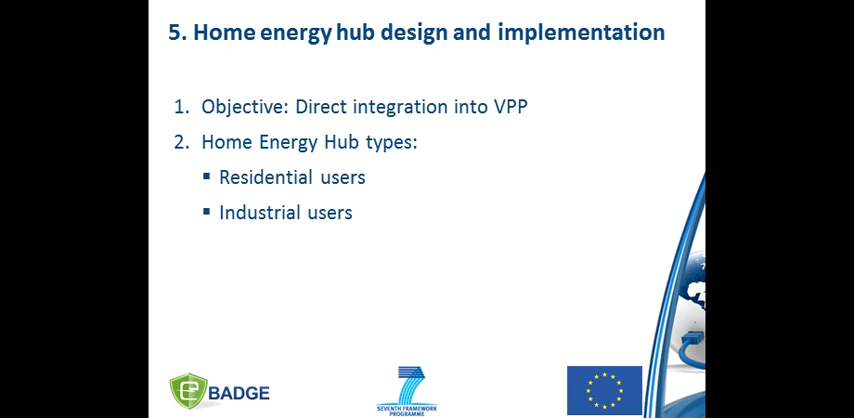 5. Home energy hub design and implementation
1. Objective: Direct integration into VPP
2. Home Energy Hub types:
▪ Residential users
▪ Industrial users
e BADGE
7
SEVENTH FRAMEWORK
PROGRAMME